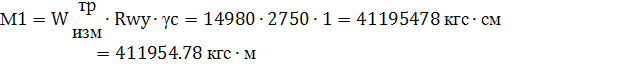 M1 = W тр изм · Rwy · γc = 14980 · 2750 · 1 = 41195478 кгс · см
= 411954.78 кгс · м